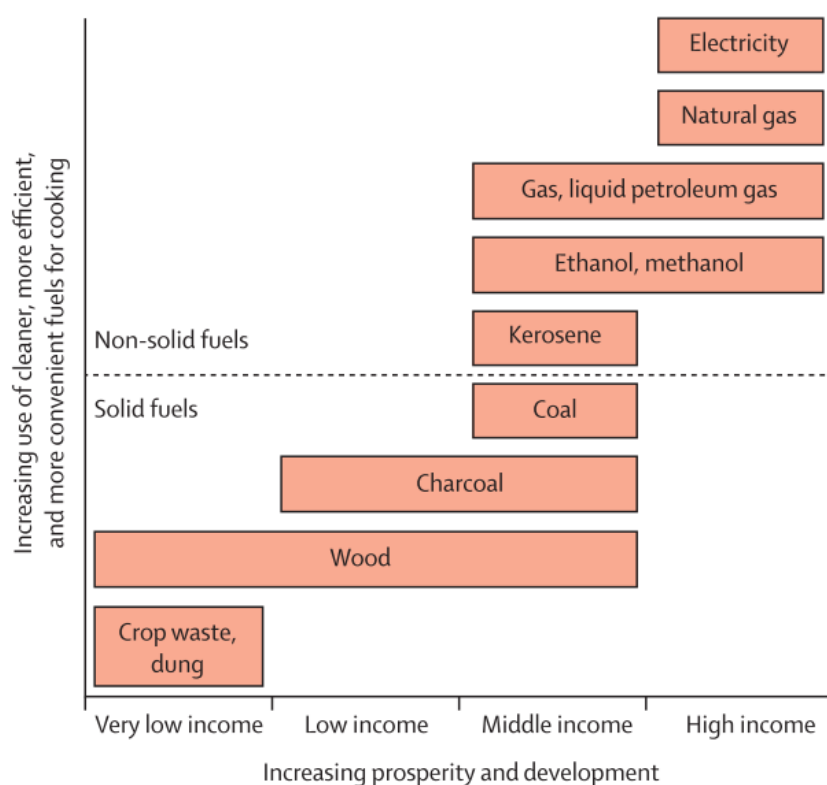 Electricity
Natural gas
Gas, liquid petroleum gas
Ethanol, methanol
Non-solid fuels
Kerosene
Solid fuels
Coal
Charcoal
Wood
Crop waste,
dung
Increasing use of cleaner, more efficient,
and more convenient fuels for cooking
Very low income
Low income
Middle income
High income
Increasing prosperity and development